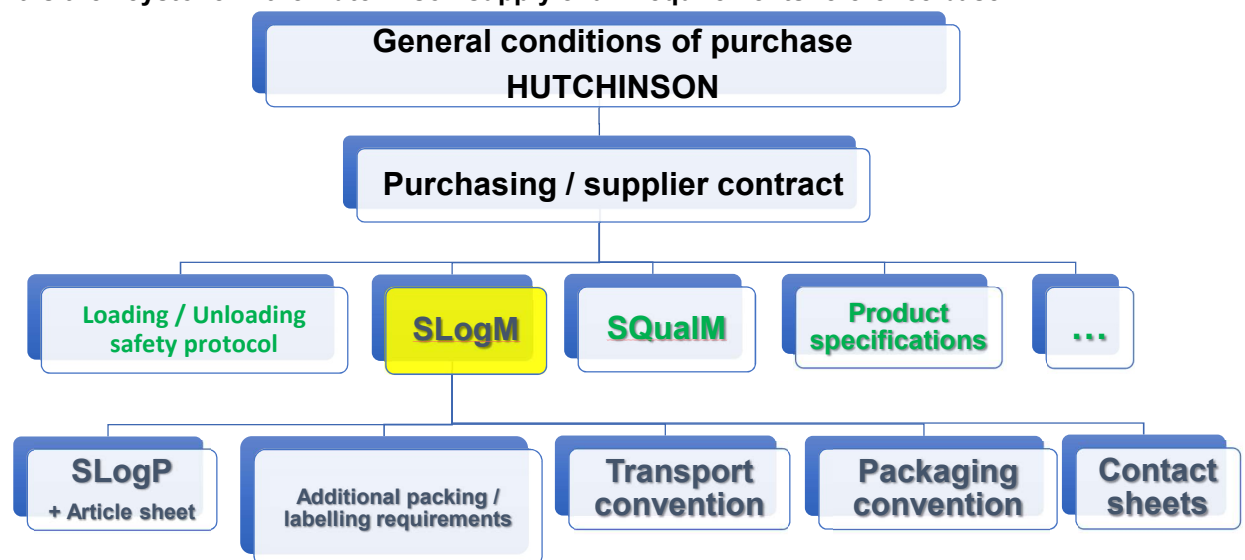 General conditions of purchase
HUTCHINSON
Purchasing / supplier contract
Loading / Unloading
safety protocol
SLogM
SQualM
Product
specifications
...
SLogP
+ Article sheet
Additional packing /
labelling requirements
Transport
convention
Packaging
convention
Contact
sheets